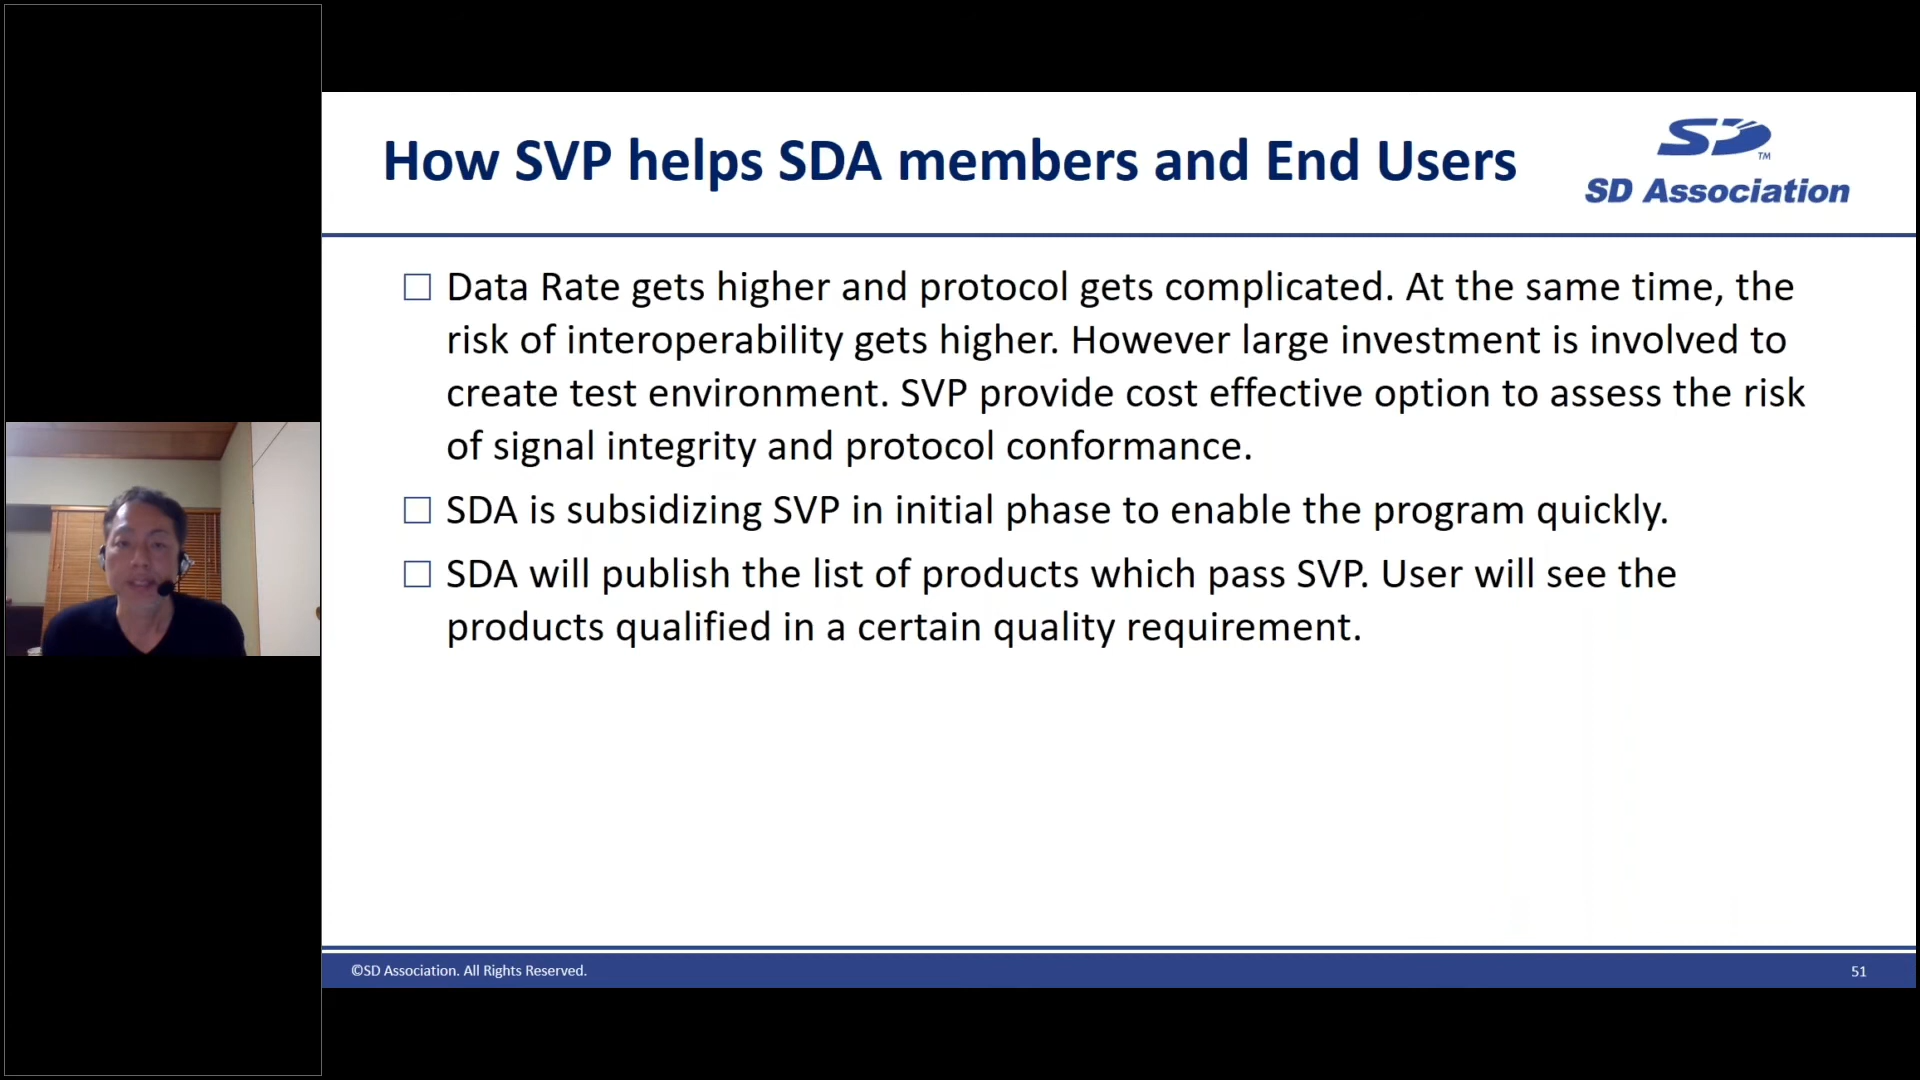 How SVP helps SDA members and End Users
SD
TM
SD Association
Data Rate gets higher and protocol gets complicated. At the same time, the
risk of interoperability gets higher. However large investment is involved to
create test environment. SVP provide cost effective option to assess the risk
of signal integrity and protocol conformance.
SDA is subsidizing SVP in initial phase to enable the program quickly.
SDA will publish the list of products which pass SVP. User will see the
products qualified in a certain quality requirement.
©SD Association. All Rights Reserved.
51